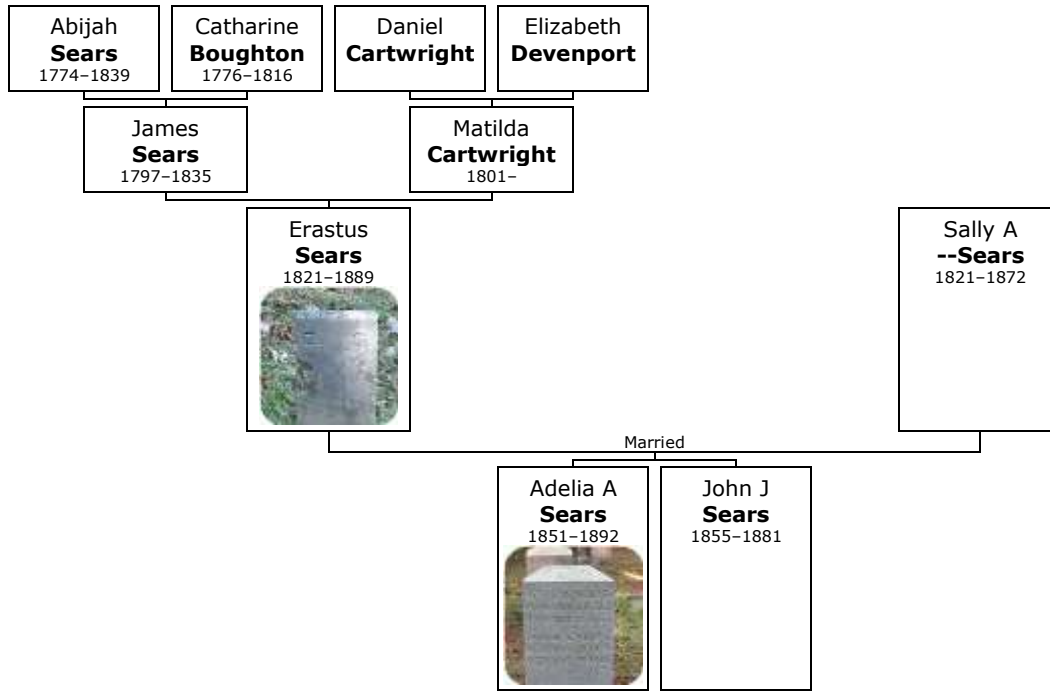 Abijah
Sears
1774–1839
Catharine
Boughton
1776–1816
Daniel
Cartwright
Elizabeth
Devenport
James
Sears
1797–1835
Matilda
Cartwright
1801–
Erastus
Sears
1821–1889
Sally A
--Sears
1821–1872
Married
Adelia A
Sears
1851–1892
John J
Sears
1855–1881